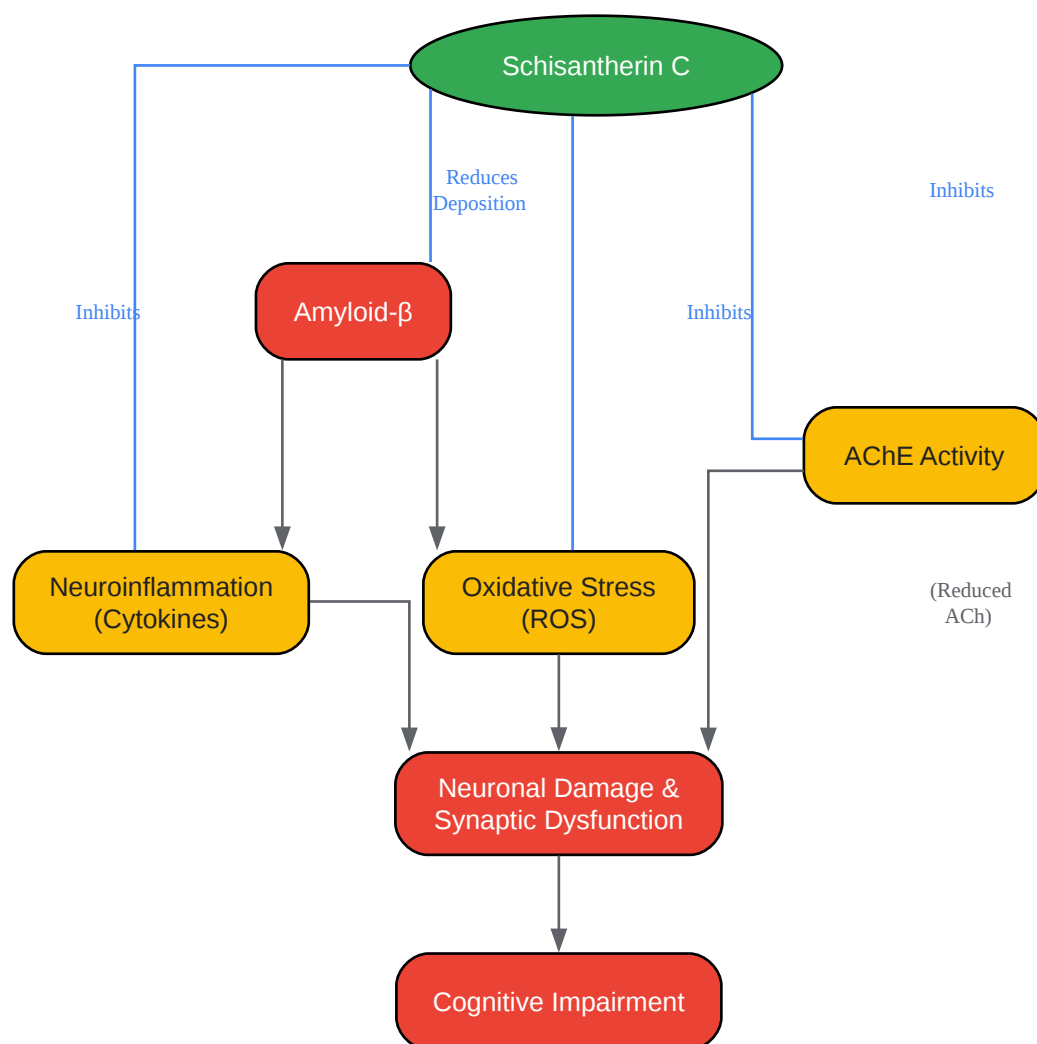 Schisantherin C
Reduces
Deposition
Inhibits
Amyloid-β
Inhibits
Inhibits
AChE Activity
Neuroinflammation
(Cytokines)
Oxidative Stress
(ROS)
(Reduced
ACh)
Neuronal Damage &
Synaptic Dysfunction
Cognitive Impairment